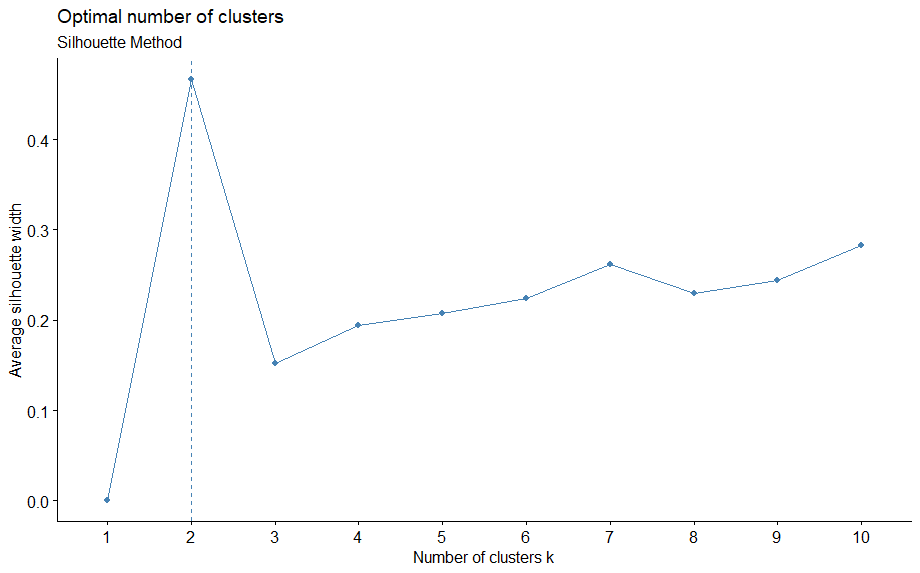 Optimal number of clusters
Silhouette Method
Average silhouette width
0.4
0.3
0.2
0.1
0.0
1 2 3 4 5 6 7 8 9 10
Number of clusters k